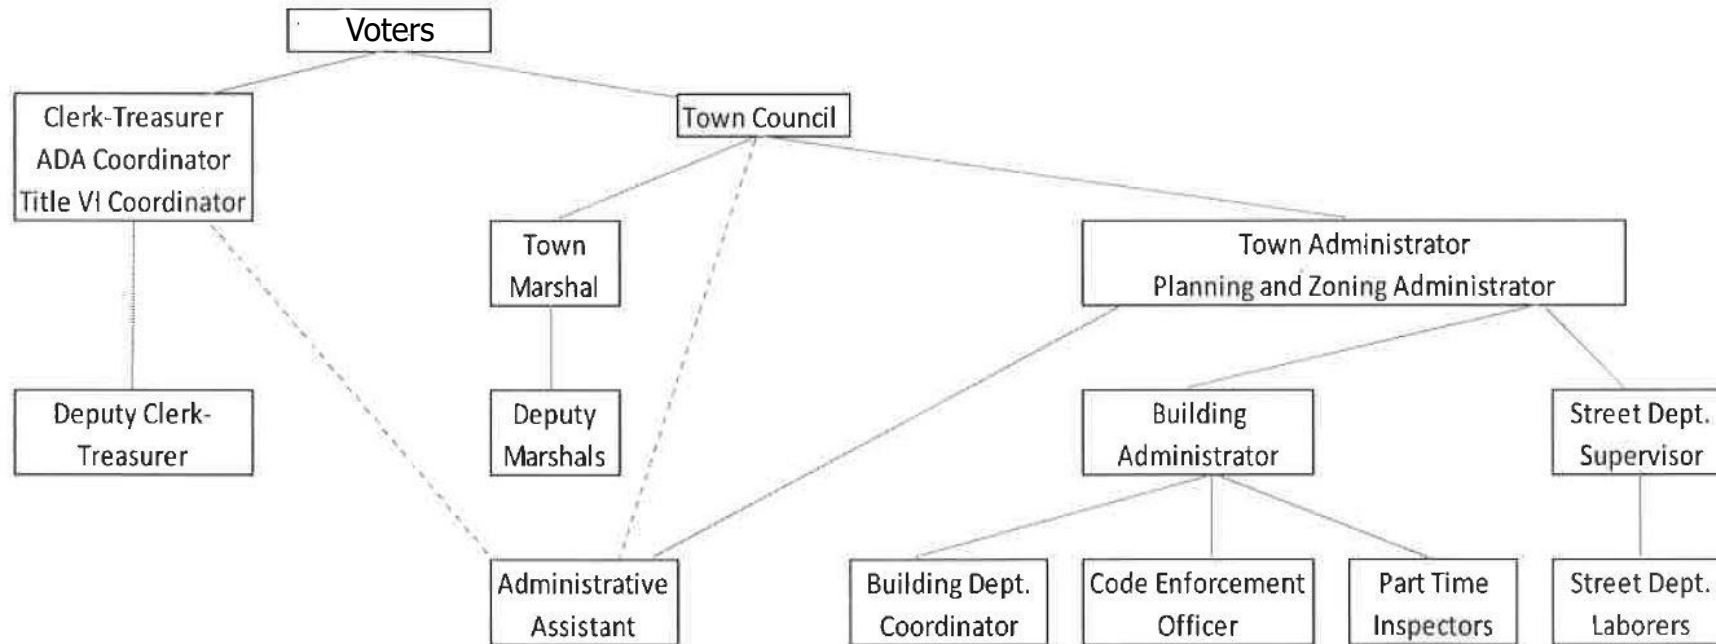 Voters
Clerk-Treasurer
ADA Coordinator
Title VI Coordinator
Town Council
Town
Marshal
Town Administrator
Planning and Zoning Administrator
Deputy Clerk-
Treasurer
Deputy
Marshals
Building
Administrator
Street Dept.
Supervisor
Administrative
Assistant
Building Dept.
Coordinator
Code Enforcement
Officer
Part Time
Inspectors
Street Dept.
Laborers